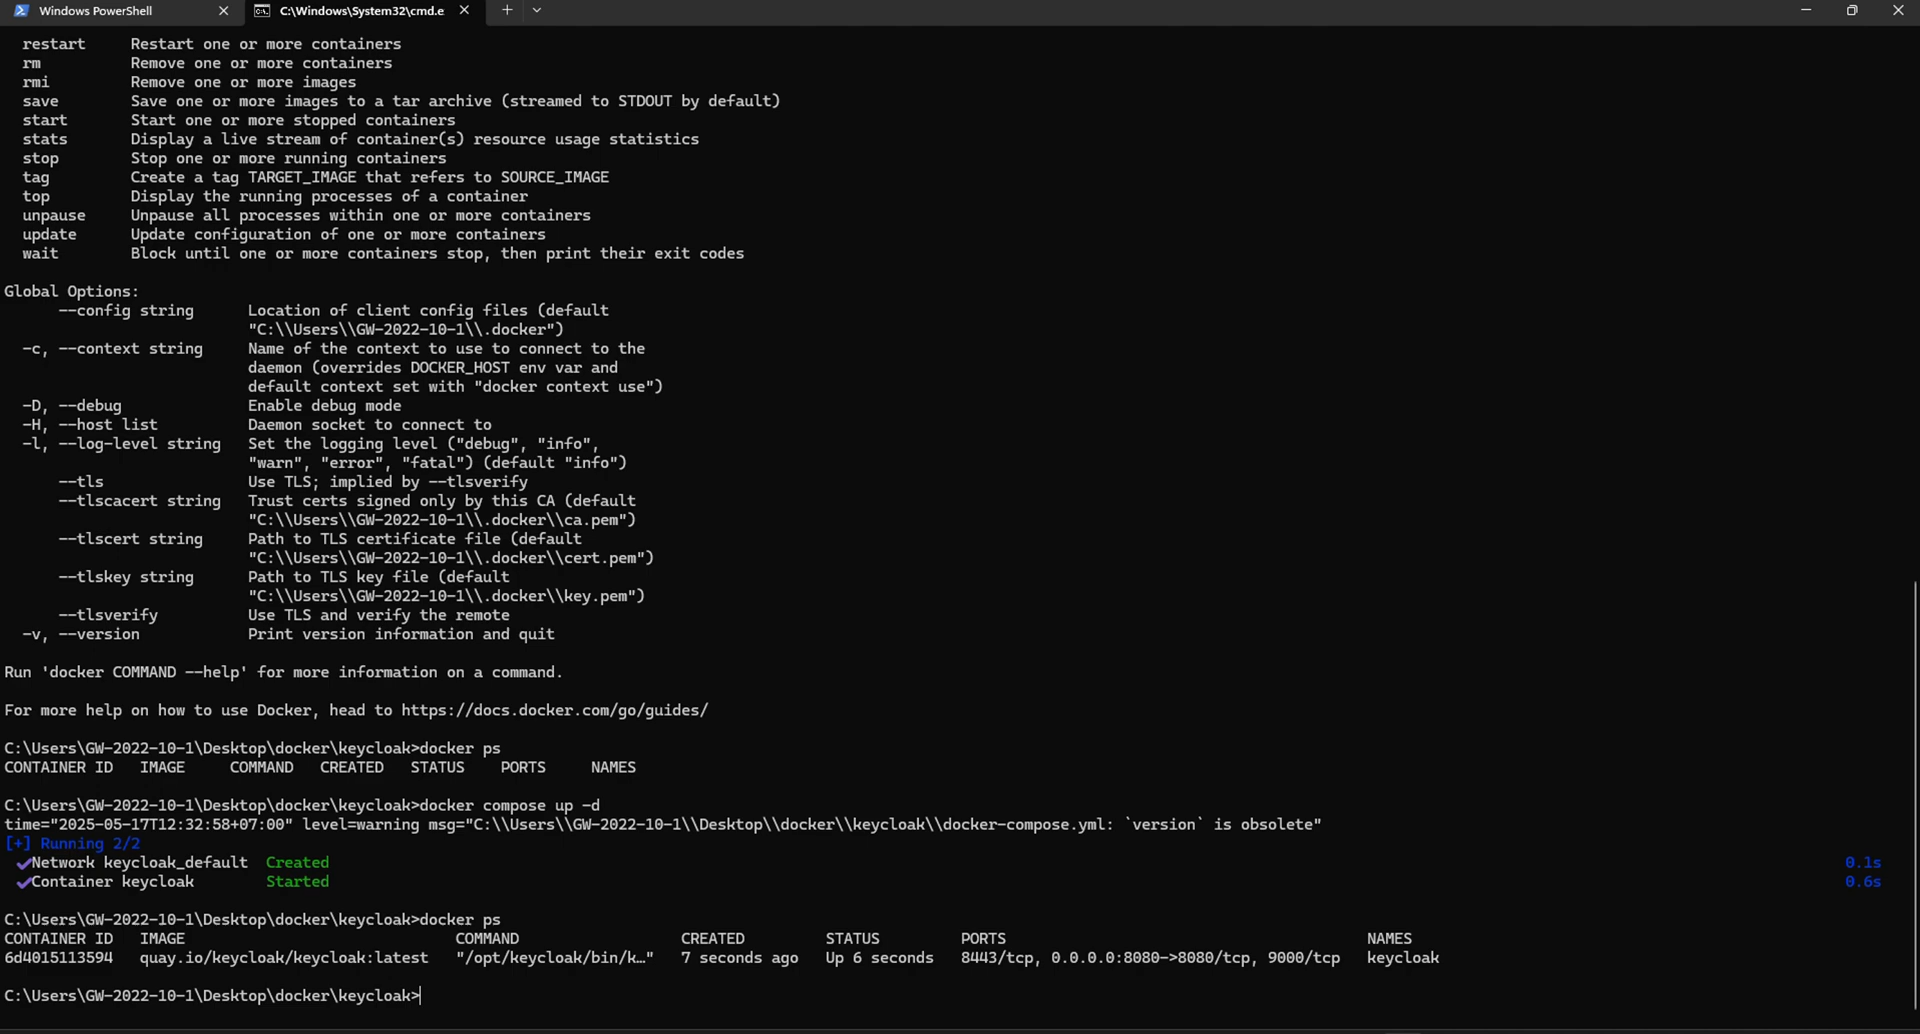 Windows PowerShell
C:\Windows\System32\cmd.e
restart Restart one or more containers
rm Remove one or more containers
rmi Remove one or more images
save Save one or more images to a tar archive (streamed to STDOUT by default)
start Start one or more stopped containers
stats Display a live stream of container(s) resource usage statistics
stop Stop one or more running containers
tag Create a tag TARGET_IMAGE that refers to SOURCE_IMAGE
top Display the running processes of a container
unpause Unpause all processes within one or more containers
update Update configuration of one or more containers
wait Block until one or more containers stop, then print their exit codes
Global Options:
--config string Location of client config files (default
"C:\\Users\\GW-2022-10-1\\.docker")
-c, --context string Name of the context to use to connect to the
daemon (overrides DOCKER_HOST env var and
default context set with "docker context use")
-D, --debug Enable debug mode
-H, --host list Daemon socket to connect to
-l, --log-level string Set the logging level ("debug", "info",
"warn", "error", "fatal") (default "info")
--tls Use TLS; implied by --tlsverify
--tlscacert string Trust certs signed only by this CA (default
"C:\\Users\\GW-2022-10-1\\.docker\\ca.pem")
--tlscert string Path to TLS certificate file (default
"C:\\Users\\GW-2022-10-1\\.docker\\cert.pem")
--tlskey string Path to TLS key file (default
"C:\\Users\\GW-2022-10-1\\.docker\\key.pem")
--tlsverify Use TLS and verify the remote
-v, --version Print version information and quit
Run 'docker COMMAND --help' for more information on a command.
For more help on how to use Docker, head to https://docs.docker.com/go/guides/
C:\Users\GW-2022-10-1\Desktop\docker\keycloak>docker ps
CONTAINER ID IMAGE COMMAND CREATED STATUS PORTS NAMES
C:\Users\GW-2022-10-1\Desktop\docker\keycloak>docker compose up -d
time="2025-05-17T12:32:58+07:00" level=warning msg="C:\\Users\\GW-2022-10-1\\Desktop\\docker\\keycloak\\docker-compose.yml: `version` is obsolete"
[+] Running 2/2
✔Network keycloak_default Created 0.1s
✔Container keycloak Started 0.6s
C:\Users\GW-2022-10-1\Desktop\docker\keycloak>docker ps
CONTAINER ID IMAGE COMMAND CREATED STATUS PORTS NAMES
6d4015113594 quay.io/keycloak/keycloak:latest "/opt/keycloak/bin/k…" 7 seconds ago Up 6 seconds 8443/tcp, 0.0.0.0:8080->8080/tcp, 9000/tcp keycloak
C:\Users\GW-2022-10-1\Desktop\docker\keycloak>